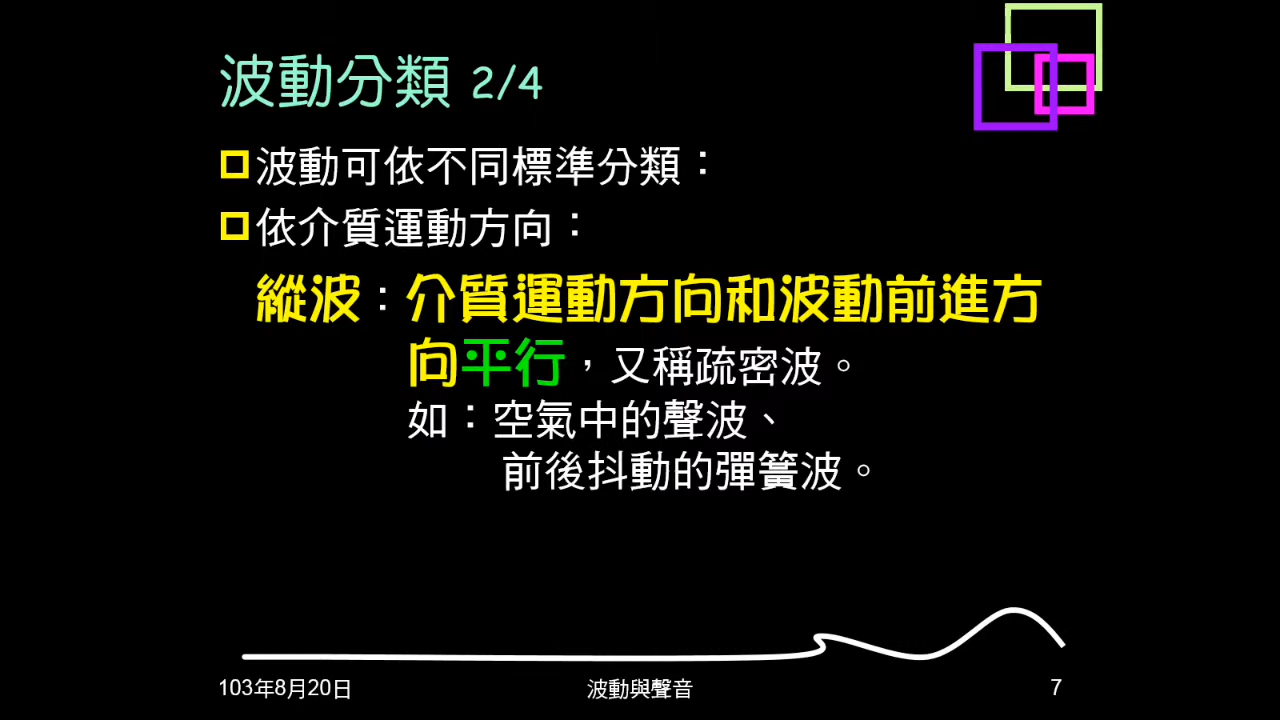 波動分類 2/4
波動可依不同標準分類：
依介質運動方向：
縱波：介質運動方向和波動前進方
向平行，又稱疏密波。
如：空氣中的聲波、
前後抖動的彈簧波。
103年8月20日
波動與聲音
7